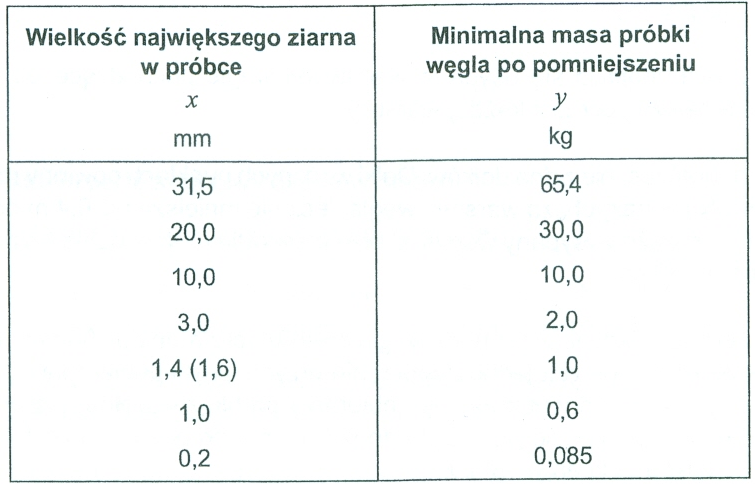 Wielkość największego ziarna
w próbce
x
mm
Minimalna masa próbki
węgla po pomniejszeniu
y
kg
31,5 65,4
20,0 30,0
10,0 10,0
3,0 2,0
1,4 (1,6) 1,0
1,0 0,6
0,2 0,085